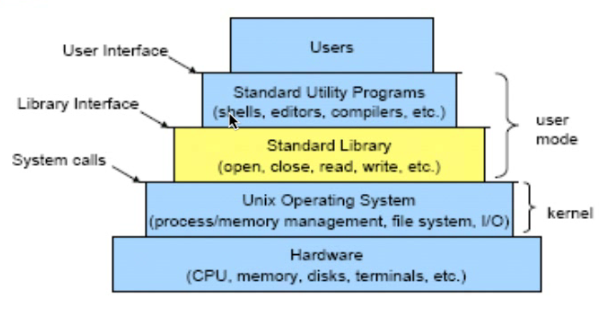 Users
User Interface
Standard Utility Programs
(shells, editors, compilers, etc.)
Library Interface
user
mode
Standard Library
(open, close, read, write, etc.)
System calls
Unix Operating System
(process/memory management, file system, I/O)
kernel
Hardware
(CPU, memory, disks, terminals, etc.)